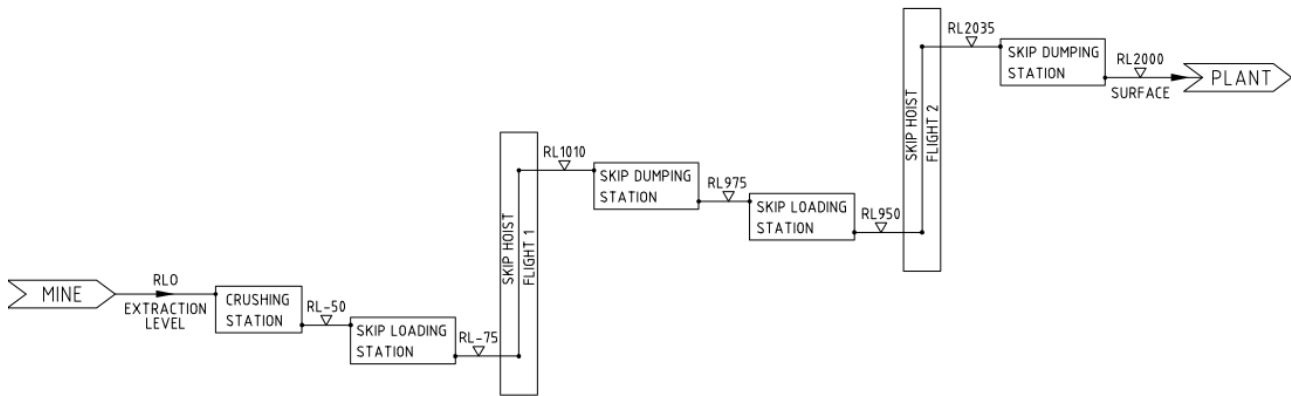 MINE
RL0
EXTRACTION
LEVEL
CRUSHING
STATION
RL-50
SKIP LOADING
STATION
RL-75
SKIP HOIST
FLIGHT 1
RL1010
SKIP DUMPING
STATION
RL975
SKIP LOADING
STATION
RL950
SKIP HOIST
FLIGHT 2
RL2035
SKIP DUMPING
STATION
RL2000
SURFACE
PLANT